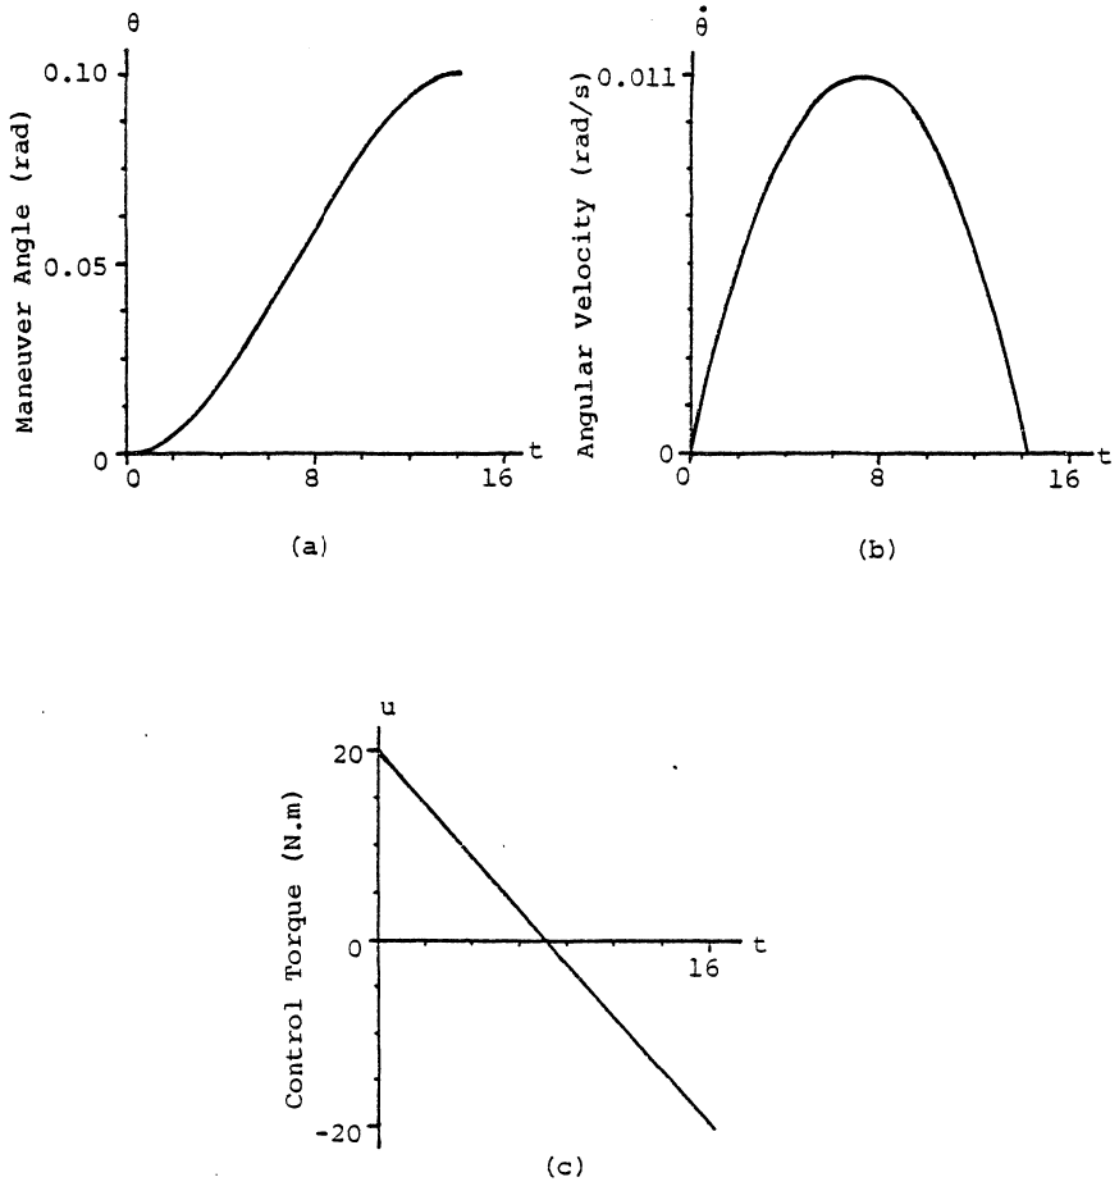 θ
Maneuver Angle (rad)
0.10
0.05
0
0
8
16
t
(a)
θ̇
Angular Velocity (rad/s)
0.011
0
0
8
16
t
(b)
u
Control Torque (N.m)
20
0
-20
16
t
(c)